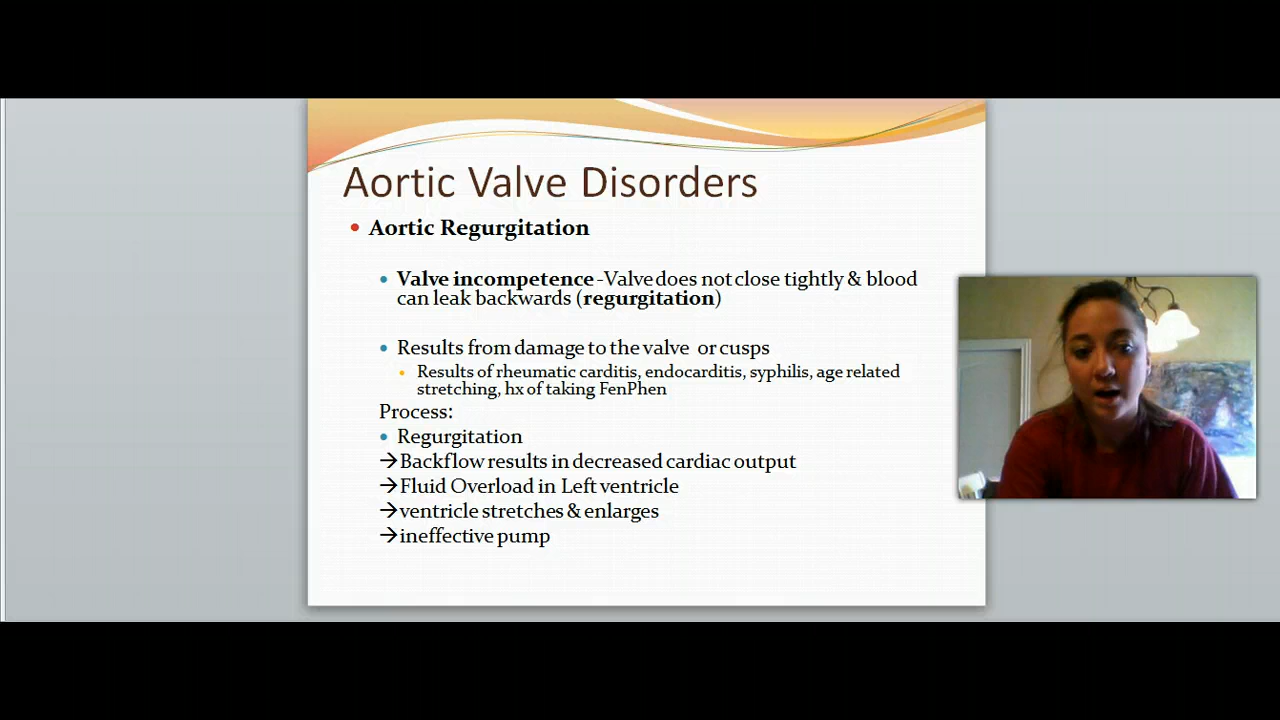 Aortic Valve Disorders
• Aortic Regurgitation
• Valve incompetence -Valve does not close tightly & blood
can leak backwards (regurgitation)
• Results from damage to the valve or cusps
• Results of rheumatic carditis, endocarditis, syphilis, age related
stretching, hx of taking FenPhen
Process:
• Regurgitation
→Backflow results in decreased cardiac output
→Fluid Overload in Left ventricle
→ventricle stretches & enlarges
→ineffective pump